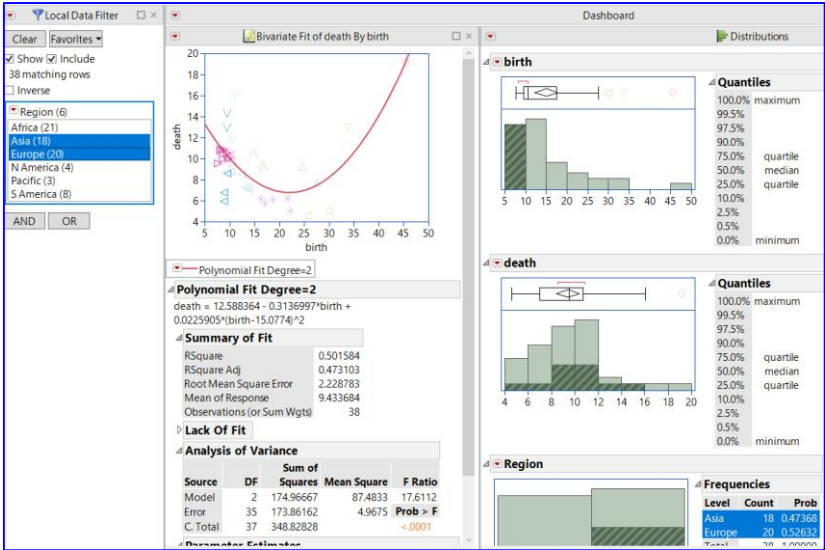 Local Data Filter
Clear Favorites
Show Include
38 matching rows
Inverse
Region (6)
Africa (21)
Asia (18)
Europe (20)
N America (4)
Pacific (3)
S America (8)
AND OR
Dashboard
Bivariate Fit of death By birth
20
18
16
14
12
10
8
6
4
death
5 10 15 20 25 30 35 40 45 50
birth
Polynomial Fit Degree=2
Polynomial Fit Degree=2
death = 12.588364 - 0.3136997*birth +
0.0225905*(birth-15.0774)^2
Summary of Fit
RSquare 0.501584
RSquare Adj 0.473103
Root Mean Square Error 2.228783
Mean of Response 9.433684
Observations (or Sum Wgts) 38
Lack Of Fit
Analysis of Variance
Sum of
Source DF Squares Mean Square F Ratio
Model 2 174.96667 87.4833 17.6112
Error 35 173.86162 4.9675 Prob > F
C. Total 37 348.82828 <.0001
Parameter Estimates
Distributions
birth
5 10 15 20 25 30 35 40 45 50
Quantiles
100.0% maximum
99.5%
97.5%
90.0%
75.0% quartile
50.0% median
25.0% quartile
10.0%
2.5%
0.5%
0.0% minimum
death
4 6 8 10 12 14 16 18 20
Quantiles
100.0% maximum
99.5%
97.5%
90.0%
75.0% quartile
50.0% median
25.0% quartile
10.0%
2.5%
0.5%
0.0% minimum
Region
Frequencies
Level Count Prob
Asia 18 0.47368
Europe 20 0.52632
Total 38 1.00000